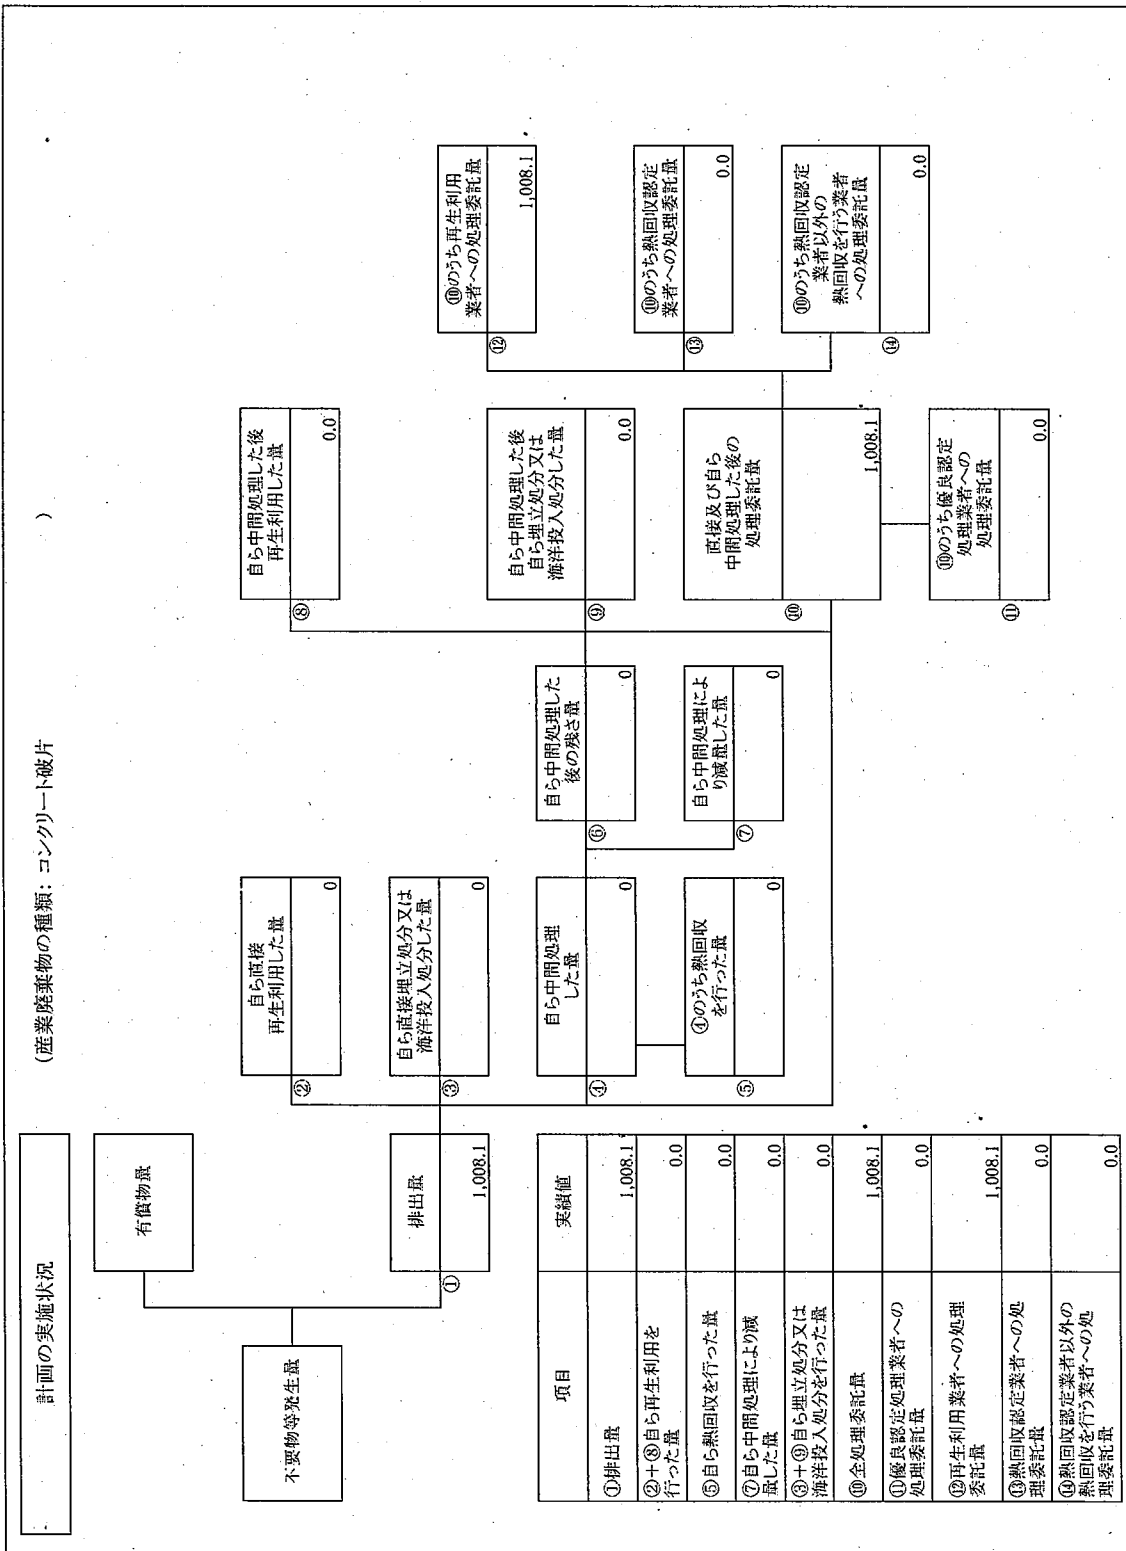 計画の実施状況
(産業廃棄物の種類: コンクリート破片 )
不要物等発生量
有償物量
①
排出量
1,008.1
②
自ら直接
再生利用した量
0
③
自ら直接埋立処分又は
海洋投入処分した量
0
④
自ら中間処理
した量
0
⑤
④のうち熱回収
を行った量
0
⑥
自ら中間処理した
後の残さ量
0
⑦
自ら中間処理によ
り減量した量
0
⑧
自ら中間処理した後
再生利用した量
0.0
⑨
自ら中間処理した後
自ら埋立処分又は
海洋投入処分した量
0.0
⑩
直接及び自ら
中間処理した後の
処理委託量
1,008.1
⑪
⑩のうち優良認定
処理業者への
処理委託量
0.0
⑫
⑩のうち再生利用
業者への処理委託量
1,008.1
⑬
⑩のうち熱回収認定
業者への処理委託量
0.0
⑭
⑩のうち熱回収認定
業者以外の
熱回収を行う業者
への処理委託量
0.0
項目 実績値
①排出量 1,008.1
②+⑧自ら再生利用を
行った量 0.0
⑤自ら熱回収を行った量 0.0
⑦自ら中間処理により減
量した量 0.0
③+⑨自ら埋立処分又は
海洋投入処分を行った量 0.0
⑩全処理委託量 1,008.1
⑪優良認定処理業者への
処理委託量 0.0
⑫再生利用業者への処理
委託量 1,008.1
⑬熱回収認定業者への処
理委託量 0.0
⑭熱回収認定業者以外の
熱回収を行う業者への処
理委託量 0.0